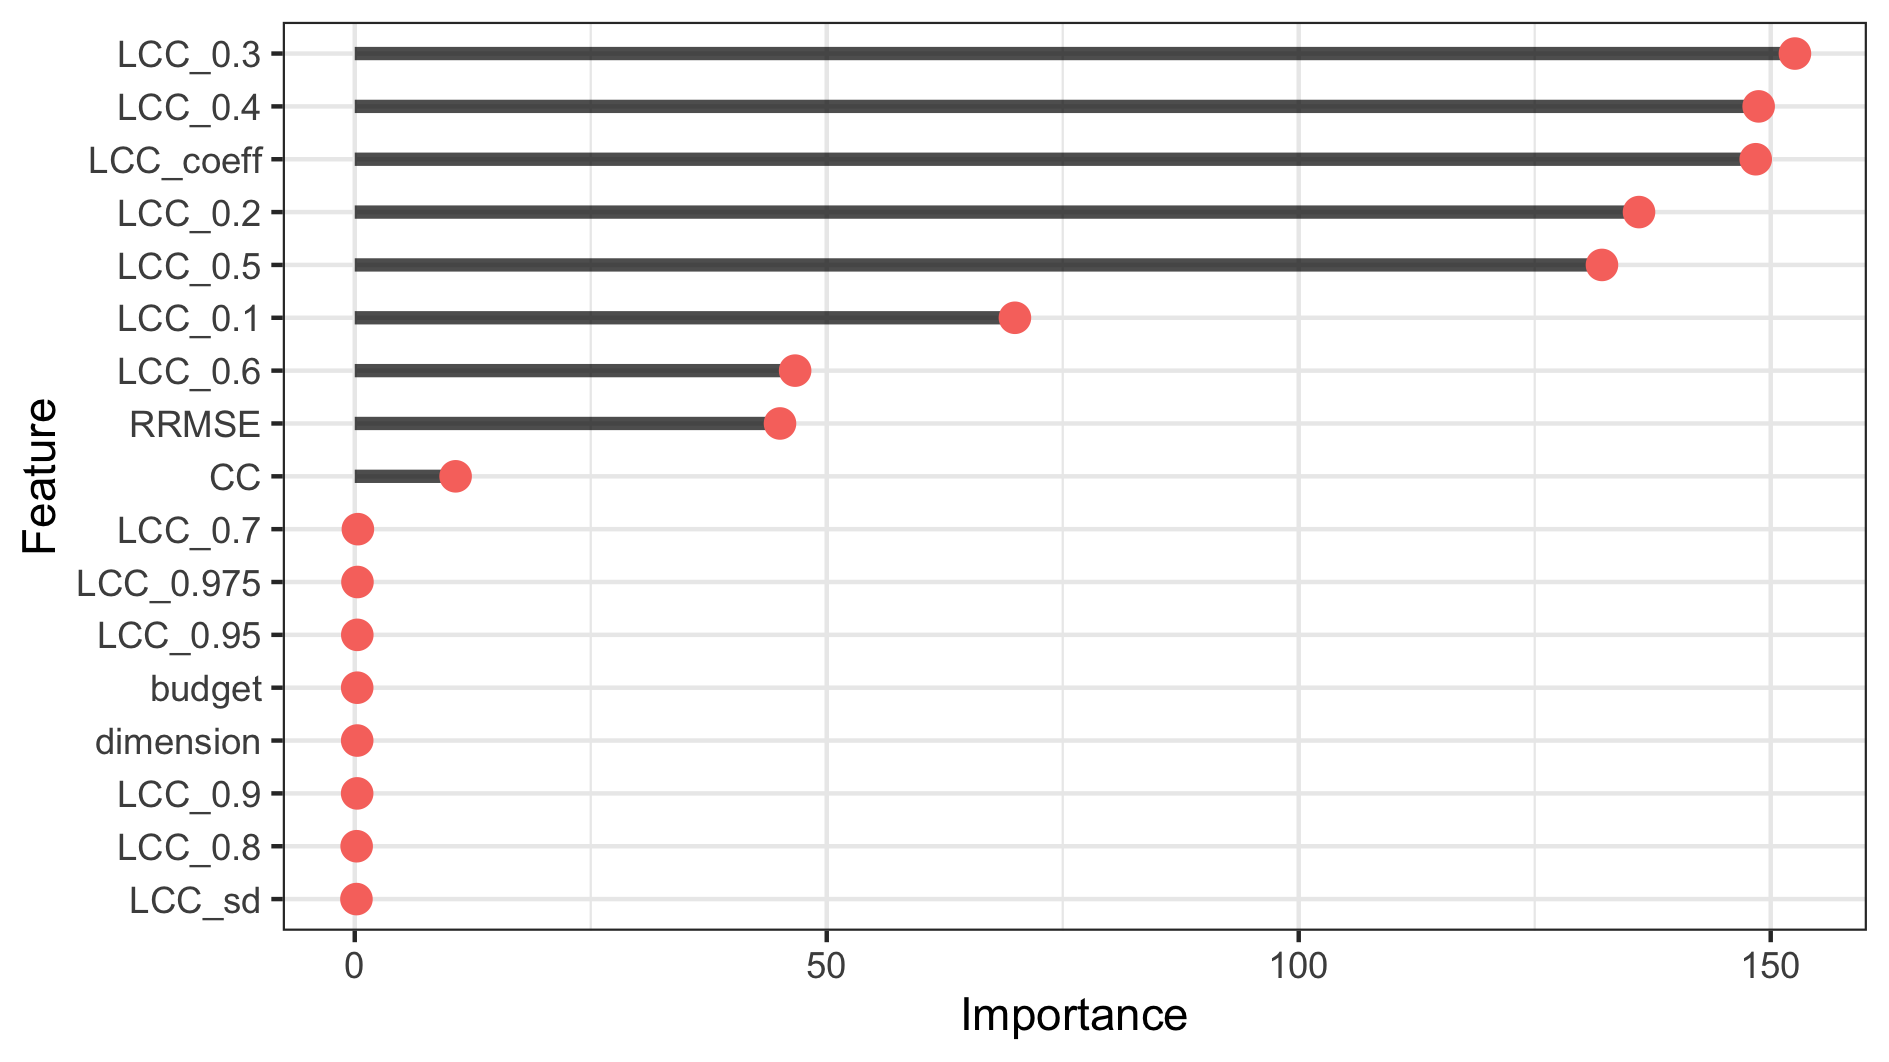 LCC_0.3
LCC_0.4
LCC_coeff
LCC_0.2
LCC_0.5
LCC_0.1
LCC_0.6
RRMSE
CC
LCC_0.7
LCC_0.975
LCC_0.95
budget
dimension
LCC_0.9
LCC_0.8
LCC_sd
Feature
0 50 100 150
Importance